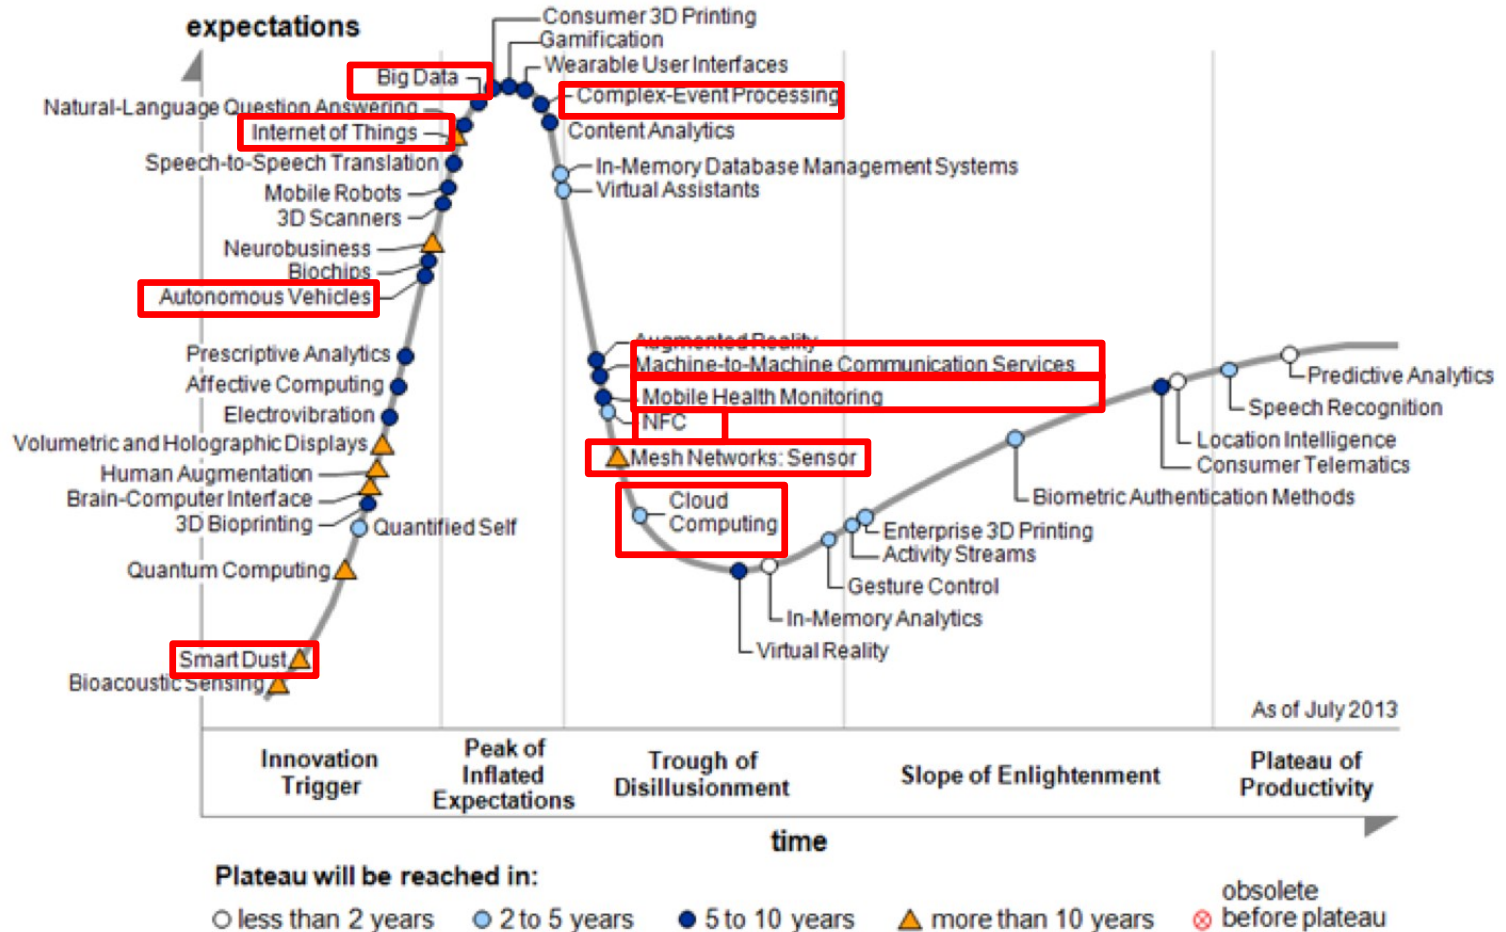 expectations
Consumer 3D Printing
Gamification
Wearable User Interfaces
Big Data
Complex-Event Processing
Natural-Language Question Answering
Internet of Things
Content Analytics
Speech-to-Speech Translation
In-Memory Database Management Systems
Mobile Robots
Virtual Assistants
3D Scanners
Neurobusiness
Biochips
Autonomous Vehicles
Augmented Reality
Prescriptive Analytics
Machine-to-Machine Communication Services
Predictive Analytics
Affective Computing
Mobile Health Monitoring
Speech Recognition
Electrovibration
NFC
Location Intelligence
Volumetric and Holographic Displays
Mesh Networks: Sensor
Consumer Telematics
Human Augmentation
Brain-Computer Interface
Cloud
Computing
Biometric Authentication Methods
3D Bioprinting
Quantified Self
Enterprise 3D Printing
Activity Streams
Quantum Computing
Gesture Control
In-Memory Analytics
Virtual Reality
Smart Dust
Bioacoustic Sensing
As of July 2013
Innovation
Trigger
Peak of
Inflated
Expectations
Trough of
Disillusionment
Slope of Enlightenment
Plateau of
Productivity
time
Plateau will be reached in:
less than 2 years
2 to 5 years
5 to 10 years
more than 10 years
obsolete
before plateau